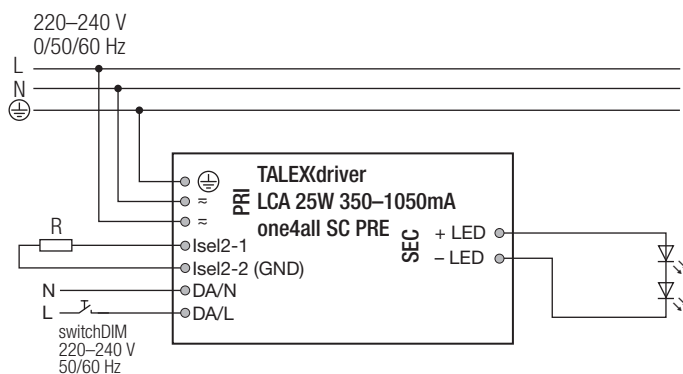 220–240 V
0/50/60 Hz
L
N
TALEXXdriver
LCA 25W 350–1050mA
one4all SC PRE
PRI
SEC
≂
≂
R
Isel2-1
Isel2-2 (GND)
N
DA/N
L
DA/L
+ LED
– LED
switchDIM
220–240 V
50/60 Hz